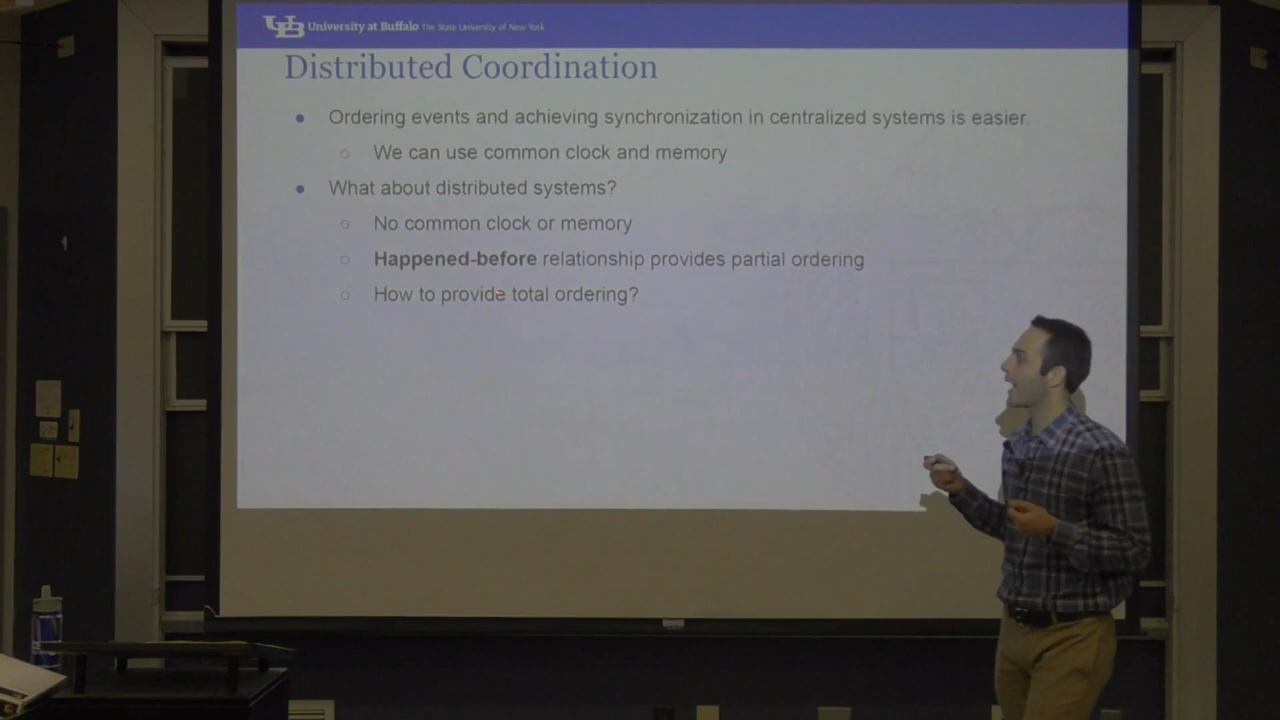 University at Buffalo The State University of New York
Distributed Coordination
● Ordering events and achieving synchronization in centralized systems is easier.
○ We can use common clock and memory
● What about distributed systems?
○ No common clock or memory
○ Happened-before relationship provides partial ordering
○ How to provide total ordering?